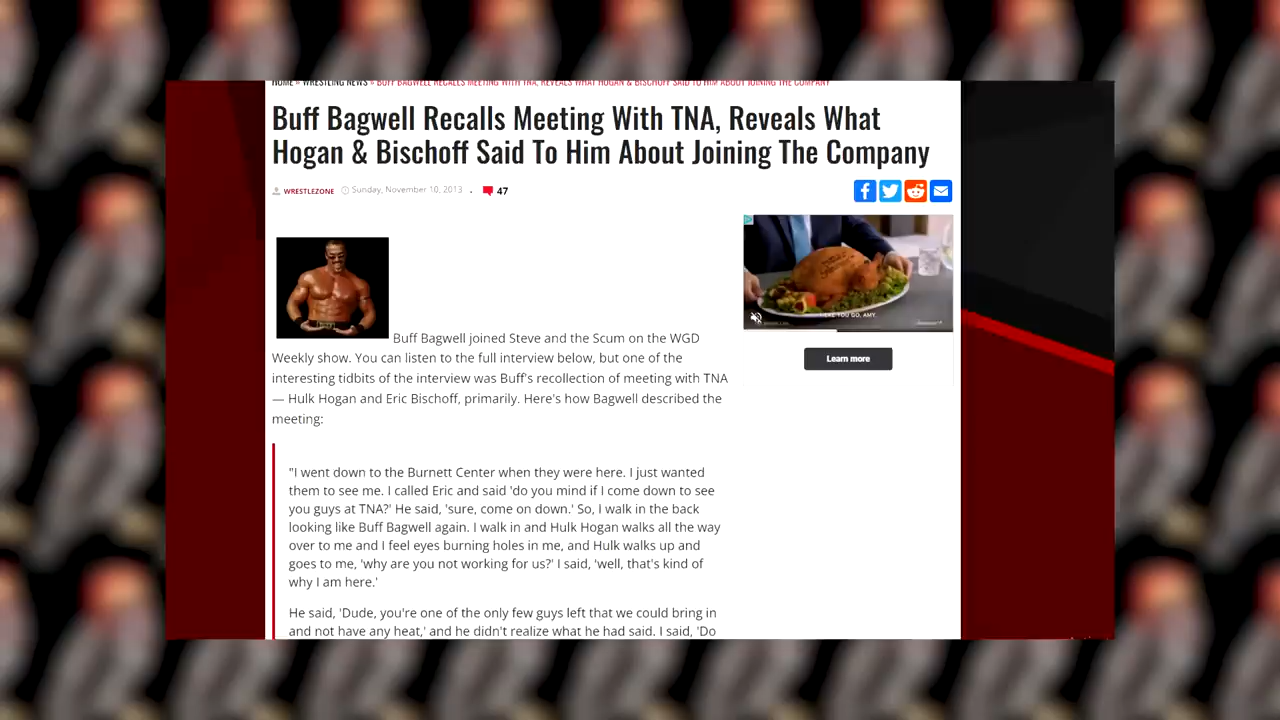 HOME » WRESTLING NEWS » BUFF BAGWELL RECALLS MEETING WITH TNA, REVEALS WHAT HOGAN & BISCHOFF SAID TO HIM ABOUT JOINING THE COMPANY
Buff Bagwell Recalls Meeting With TNA, Reveals What
Hogan & Bischoff Said To Him About Joining The Company
WRESTLEZONE Sunday, November 10, 2013 . 47
HERE YOU GO, AMY.
Learn more
Buff Bagwell joined Steve and the Scum on the WGD
Weekly show. You can listen to the full interview below, but one of the
interesting tidbits of the interview was Buff's recollection of meeting with TNA
— Hulk Hogan and Eric Bischoff, primarily. Here's how Bagwell described the
meeting:
"I went down to the Burnett Center when they were here. I just wanted
them to see me. I called Eric and said 'do you mind if I come down to see
you guys at TNA?' He said, 'sure, come on down.' So, I walk in the back
looking like Buff Bagwell again. I walk in and Hulk Hogan walks all the way
over to me and I feel eyes burning holes in me, and Hulk walks up and
goes to me, 'why are you not working for us?' I said, 'well, that's kind of
why I am here.'
He said, 'Dude, you're one of the only few guys left that we could bring in
and not have any heat,' and he didn't realize what he had said. I said, 'Do